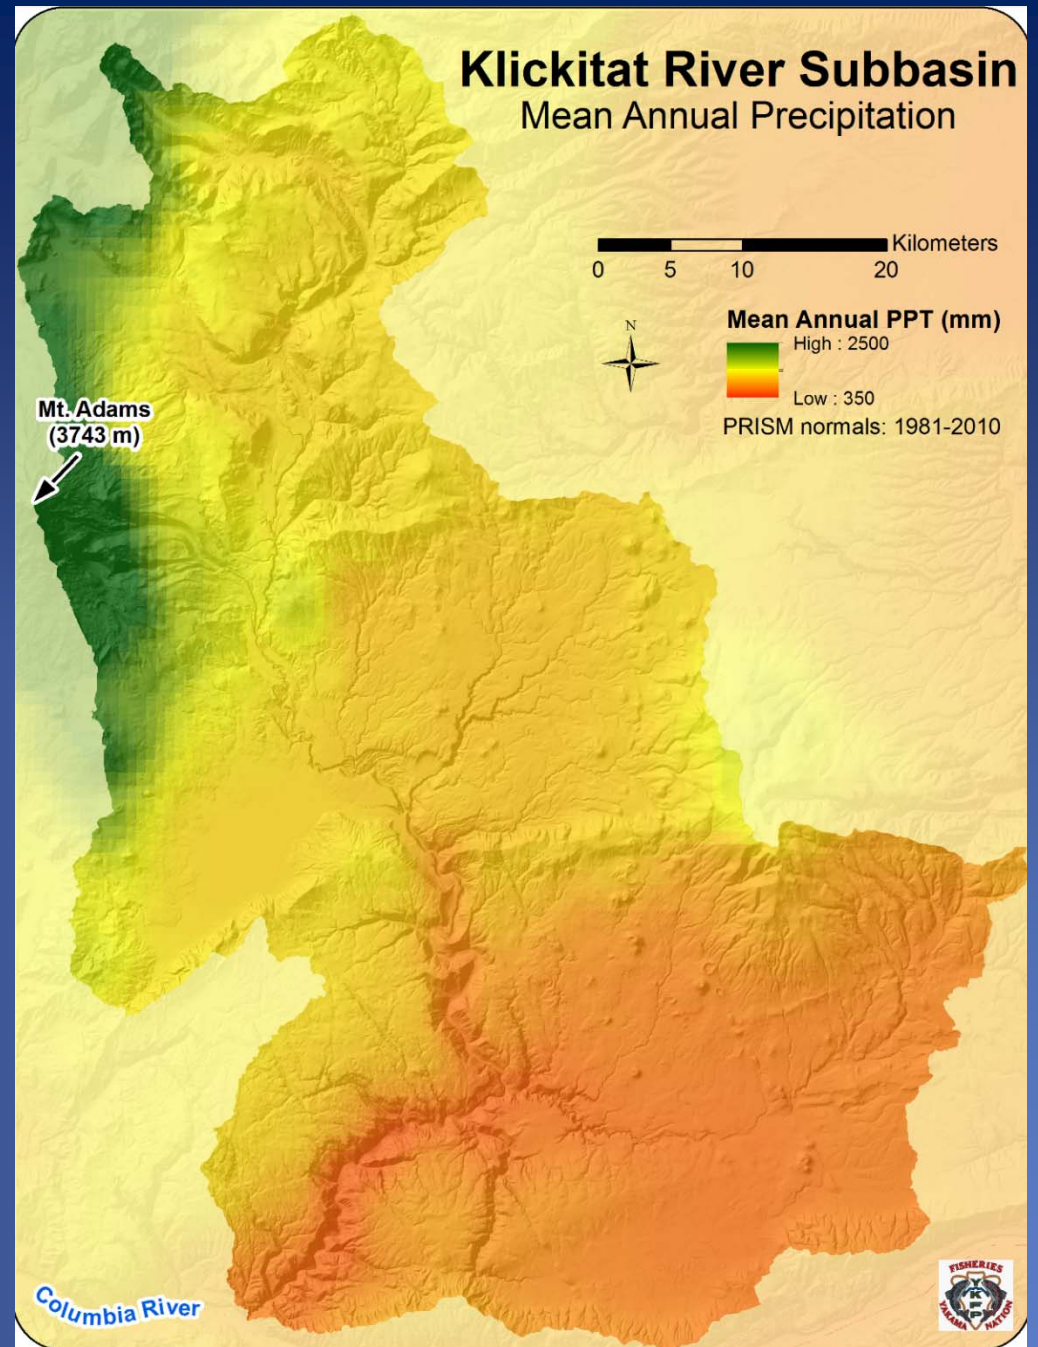 Klickitat River Subbasin
Mean Annual Precipitation
Kilometers
0 5 10 20
N
Mean Annual PPT (mm)
High : 2500
Low : 350
PRISM normals: 1981-2010
Mt. Adams
(3743 m)
Columbia River
FISHERIES
YKFP
YAKAMA NATION